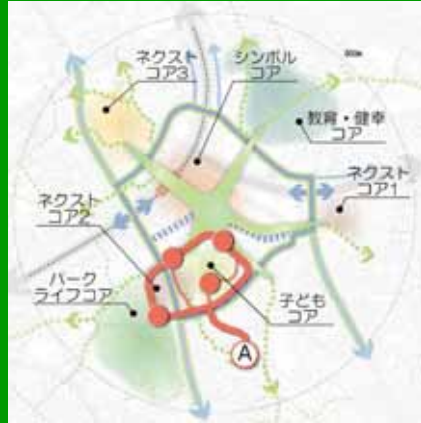 ネクスト
コア3
シンボル
コア
教育・健幸
コア
ネクスト
コア1
ネクスト
コア2
パーク
ライフコア
子ども
コア
A